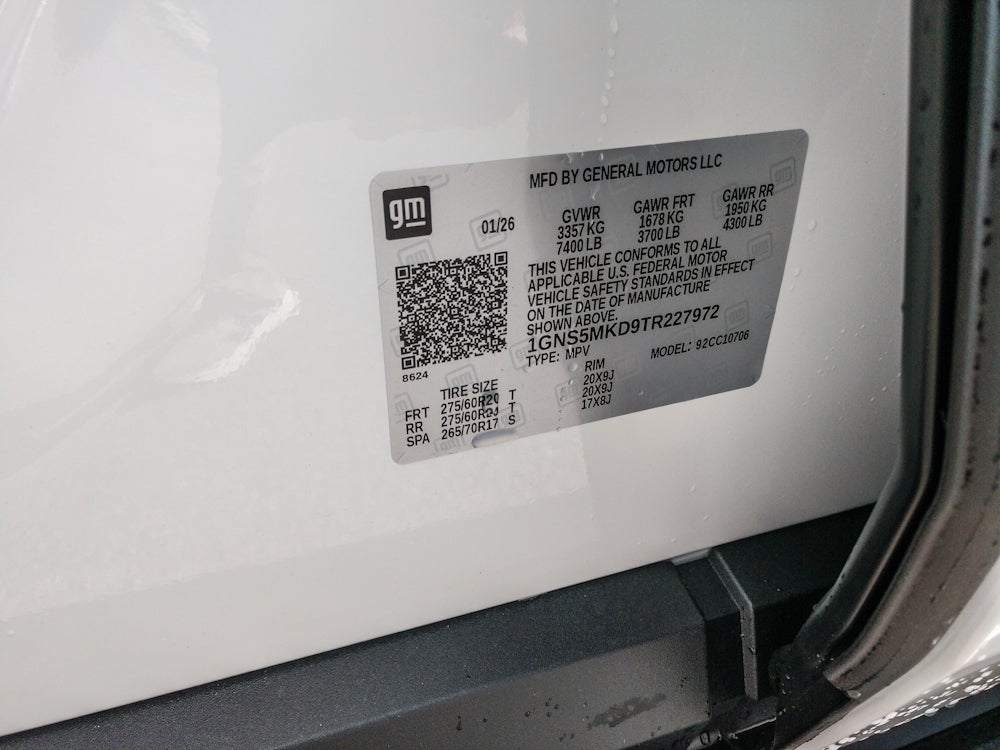 gm
MFD BY GENERAL MOTORS LLC
01/26
GVWR
3357 KG
7400 LB
GAWR FRT
1678 KG
3700 LB
GAWR RR
1950 KG
4300 LB
THIS VEHICLE CONFORMS TO ALL
APPLICABLE U.S. FEDERAL MOTOR
VEHICLE SAFETY STANDARDS IN EFFECT
ON THE DATE OF MANUFACTURE
SHOWN ABOVE.
1GNS5MKD9TR227972
TYPE: MPV
MODEL: 92CC10706
8624
TIRE SIZE
RIM
FRT 275/60R20 T 20X9J
RR 275/60R20 T 20X9J
SPA 265/70R17 S 17X8J